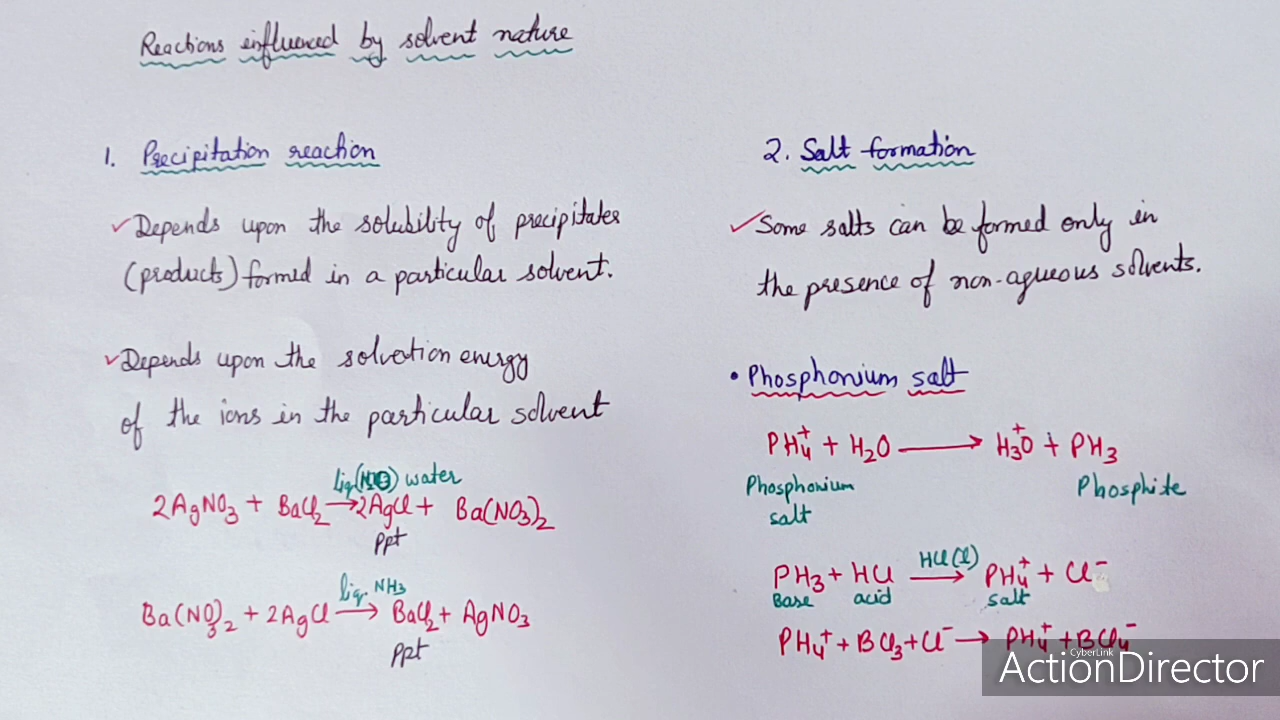 Reactions influenced by solvent nature
1. Precipitation reaction
✓Depends upon the solubility of precipitates
(products) formed in a particular solvent.
✓Depends upon the solvation energy
of the ions in the particular solvent
liq water
2AgNO₃ + BaCl₂ → 2AgCl + Ba(NO₃)₂
ppt
liq. NH₃
Ba(NO₃)₂ + 2AgCl → BaCl₂ + AgNO₃
ppt
2. Salt formation
✓Some salts can be formed only in
the presence of non-aqueous solvents.
• Phosphonium salt
PH₄⁺ + H₂O → H₃O⁺ + PH₃
Phosphonium Phosphite
salt
HCl(l)
PH₃ + HCl → PH₄⁺ + Cl⁻
Base acid salt
PH₄⁺ + BCl₃ + Cl⁻ → PH₄⁺ + BCl₄⁻
CyberLink
ActionDirector